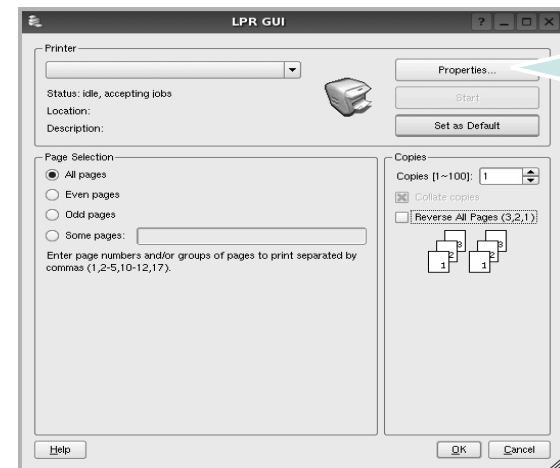 LPR GUI
Printer
Properties...
Status: idle, accepting jobs
Start
Location:
Description:
Set as Default
Page Selection
All pages
Even pages
Odd pages
Some pages:
Enter page numbers and/or groups of pages to print separated by
commas (1,2-5,10-12,17).
Copies
Copies [1~100]: 1
Collate copies
Reverse All Pages (3,2,1)
3 3
2 2
1 1
Help
OK
Cancel